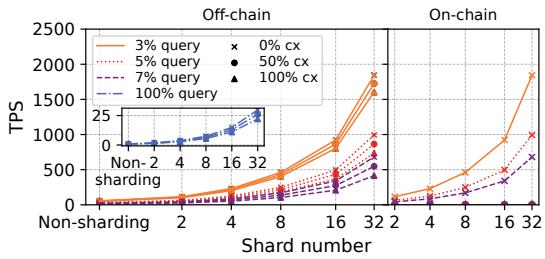 Off-chain
On-chain
TPS
2500
2000
1500
1000
500
0
3% query
5% query
7% query
100% query
0% cx
50% cx
100% cx
25
0
Non- 2 4 8 16 32
sharding
Non-sharding 2 4 8 16 32
2 4 8 16 32
Shard number